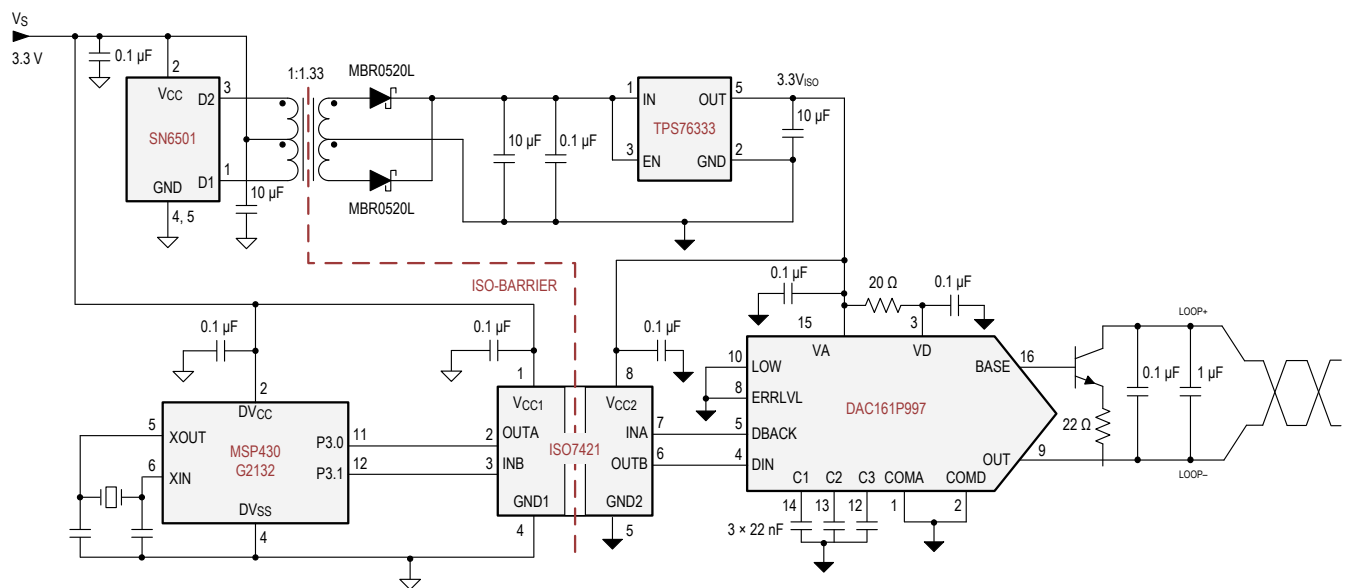 VS
3.3 V
0.1 µF
2
VCC
D2
3
SN6501
D1
1
GND
4, 5
10 µF
1:1.33
MBR0520L
MBR0520L
10 µF
0.1 µF
1
IN
OUT
5
TPS76333
3
EN
GND
2
3.3VISO
10 µF
ISO-BARRIER
0.1 µF
2
DVCC
5
XOUT
P3.0
11
MSP430
G2132
6
XIN
P3.1
12
DVSS
4
0.1 µF
1
VCC1
OUTA
2
INB
3
GND1
4
ISO7421
8
VCC2
INA
7
OUTB
6
GND2
5
0.1 µF
0.1 µF
20 Ω
0.1 µF
15
3
VA
VD
10
LOW
8
ERRLVL
5
DBACK
4
DIN
DAC161P997
BASE
16
OUT
9
C1
C2
C3
COMA
COMD
14
13
12
1
2
3 × 22 nF
22 Ω
0.1 µF
1 µF
LOOP+
LOOP–